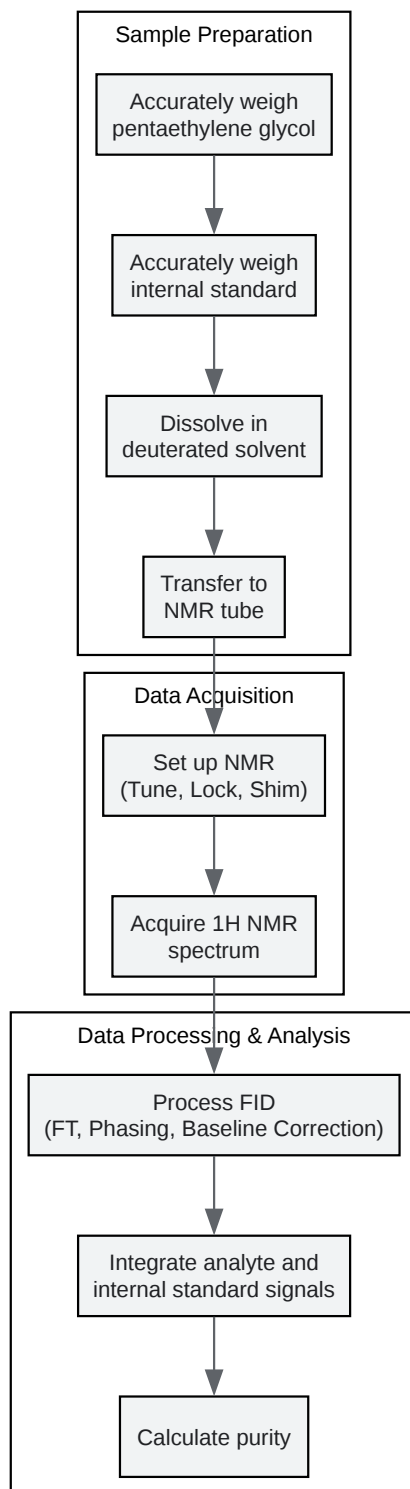 Sample Preparation
Accurately weigh
pentaethylene glycol
Accurately weigh
internal standard
Dissolve in
deuterated solvent
Transfer to
NMR tube
Data Acquisition
Set up NMR
(Tune, Lock, Shim)
Acquire 1H NMR
spectrum
Data Processing & Analysis
Process FID
(FT, Phasing, Baseline Correction)
Integrate analyte and
internal standard signals
Calculate purity